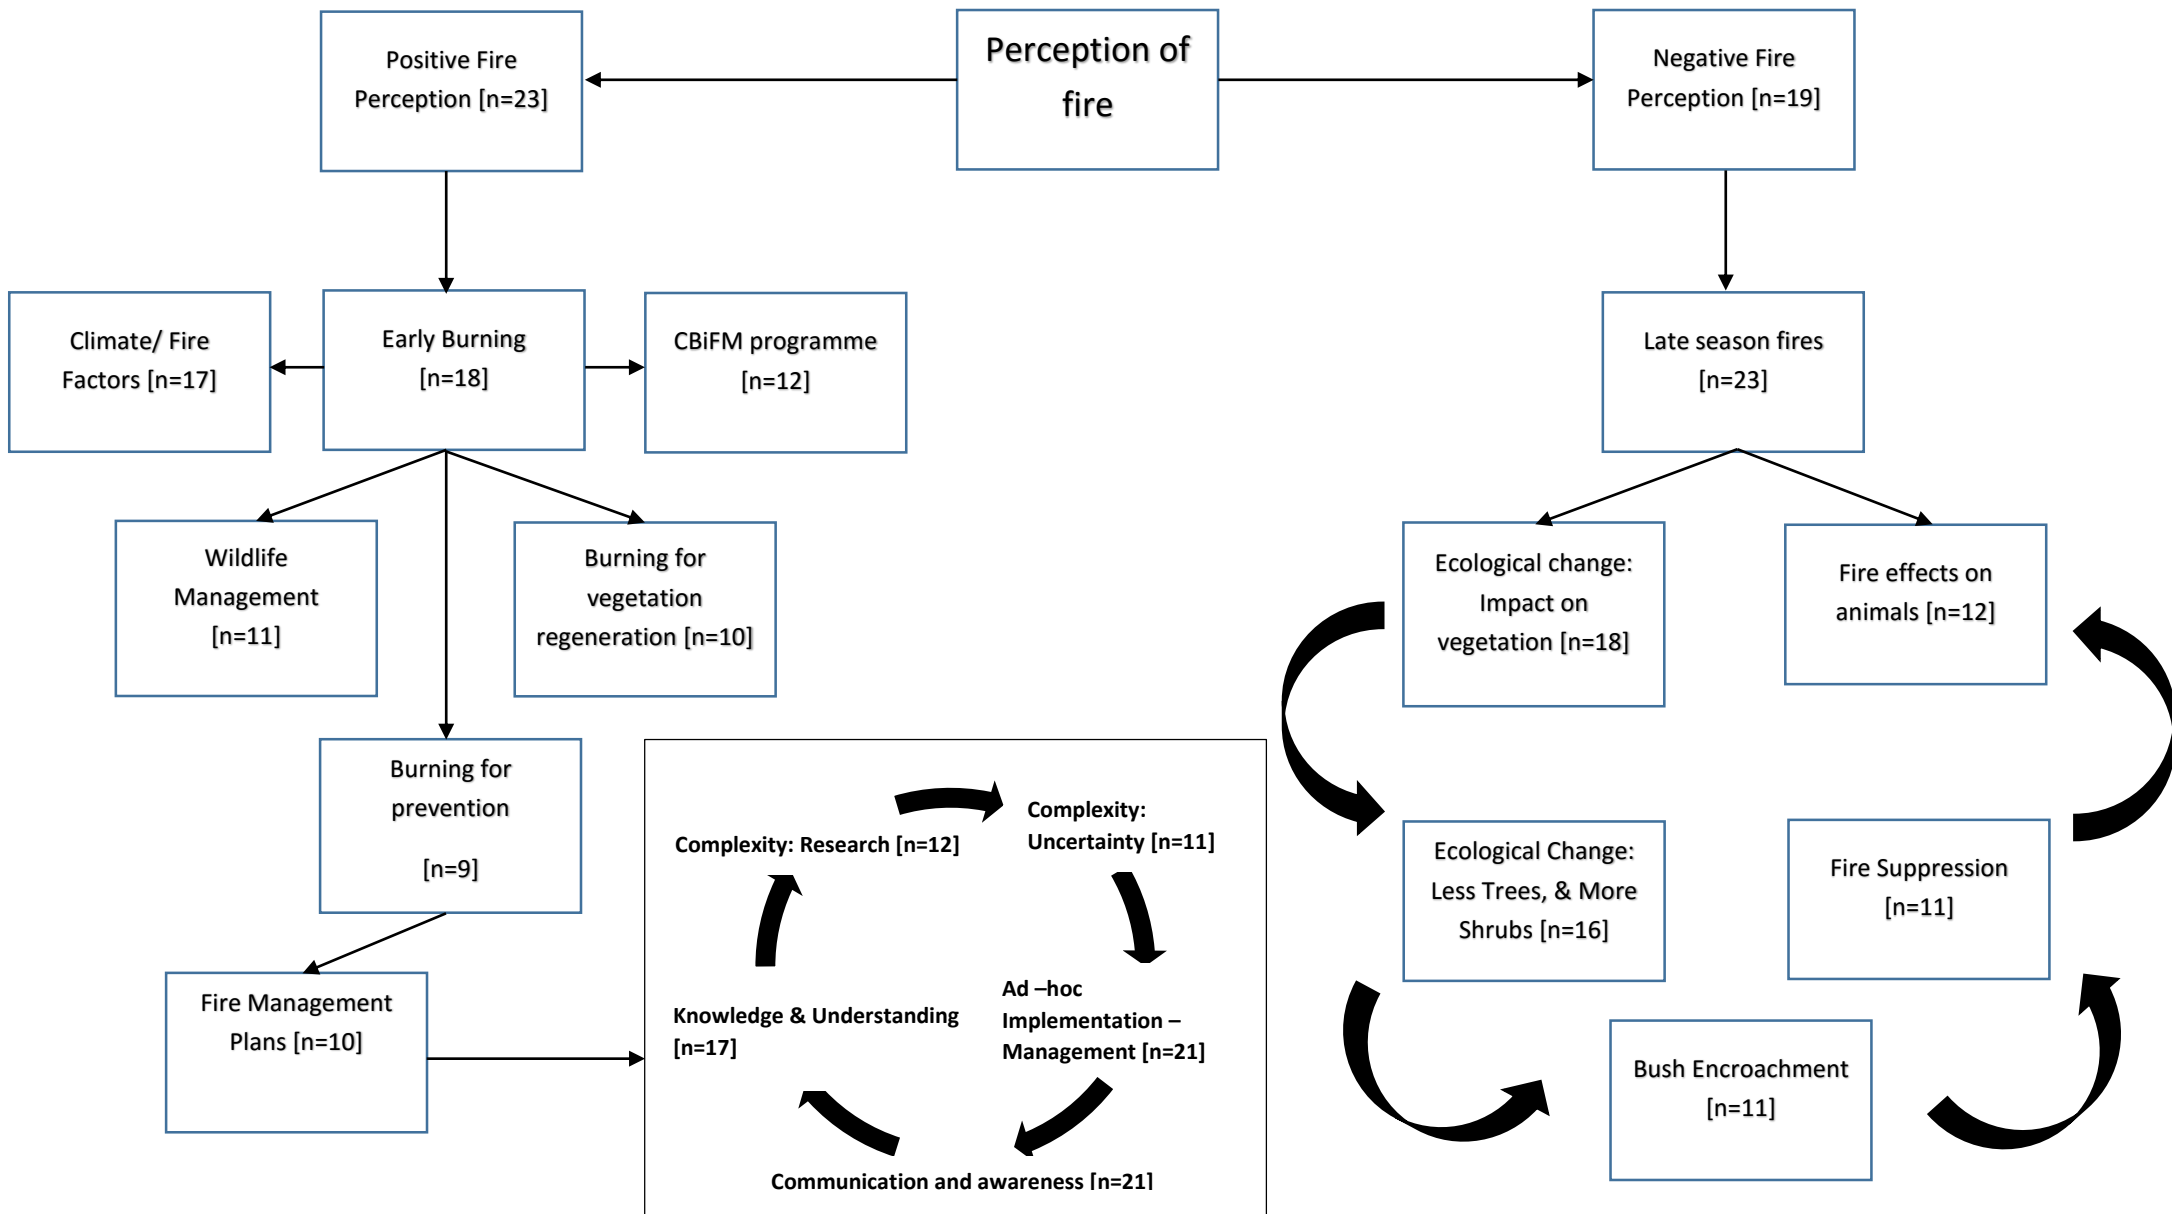 Positive Fire
Perception [n=23]
Perception of
fire
Negative Fire
Perception [n=19]
Climate/ Fire
Factors [n=17]
Early Burning
[n=18]
CBiFM programme
[n=12]
Late season fires
[n=23]
Wildlife
Management
[n=11]
Burning for
vegetation
regeneration [n=10]
Ecological change:
Impact on
vegetation [n=18]
Fire effects on
animals [n=12]
Burning for
prevention
[n=9]
Complexity: Research [n=12]
Complexity:
Uncertainty [n=11]
Ecological Change:
Less Trees, & More
Shrubs [n=16]
Fire Suppression
[n=11]
Fire Management
Plans [n=10]
Knowledge & Understanding
[n=17]
Ad –hoc
Implementation –
Management [n=21]
Bush Encroachment
[n=11]
Communication and awareness [n=21]